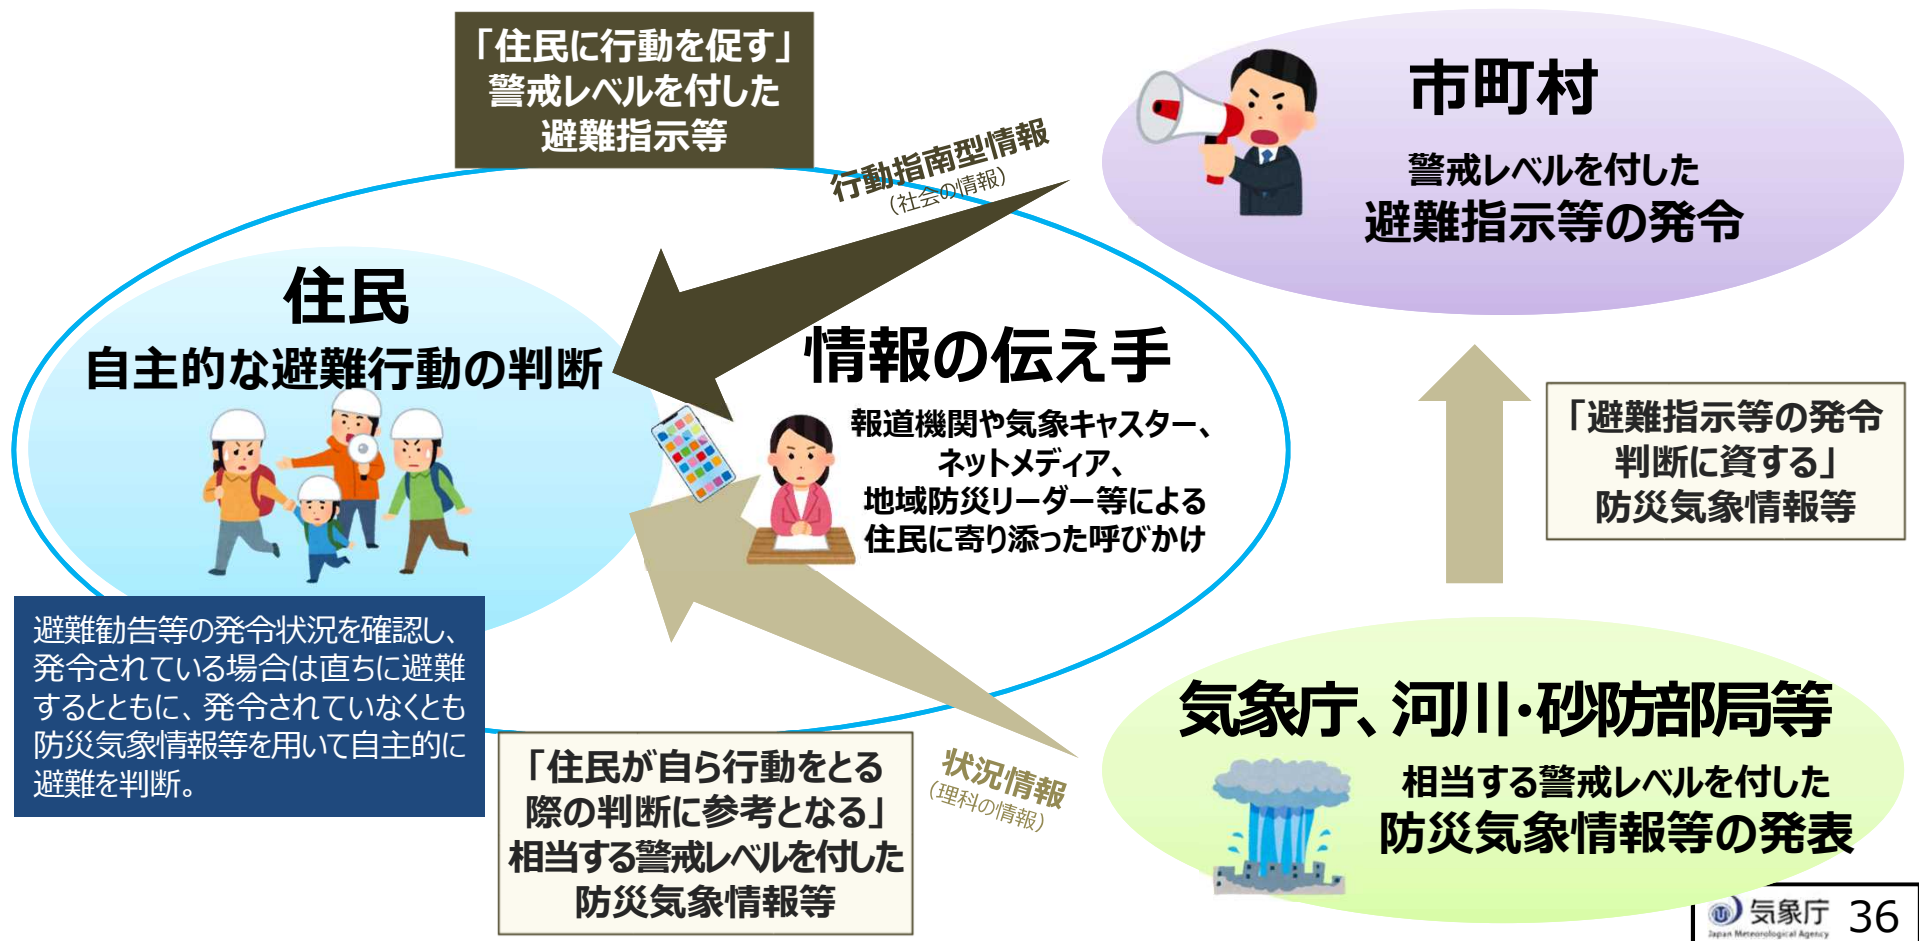 「住民に行動を促す」
警戒レベルを付した
避難指示等
行動指南型情報
（社会の情報）
市町村
警戒レベルを付した
避難指示等の発令
住民
自主的な避難行動の判断
情報の伝え手
報道機関や気象キャスター、
ネットメディア、
地域防災リーダー等による
住民に寄り添った呼びかけ
「避難指示等の発令
判断に資する」
防災気象情報等
避難勧告等の発令状況を確認し、
発令されている場合は直ちに避難
するとともに、発令されていなくとも
防災気象情報等を用いて自主的に
避難を判断。
「住民が自ら行動をとる
際の判断に参考となる」
相当する警戒レベルを付した
防災気象情報等
状況情報
（理科の情報）
気象庁、河川・砂防部局等
相当する警戒レベルを付した
防災気象情報等の発表
気象庁
Japan Meteorological Agency
36